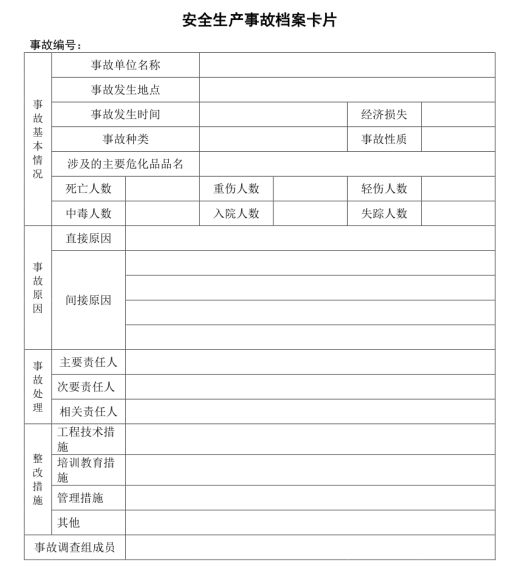 安全生产事故档案卡片
事故编号：
事故基本情况
事故单位名称
事故发生地点
事故发生时间
经济损失
事故种类
事故性质
涉及的主要危化品品名
死亡人数
重伤人数
轻伤人数
中毒人数
入院人数
失踪人数
事故原因
直接原因
间接原因
事故处理
主要责任人
次要责任人
相关责任人
整改措施
工程技术措
施
培训教育措
施
管理措施
其他
事故调查组成员